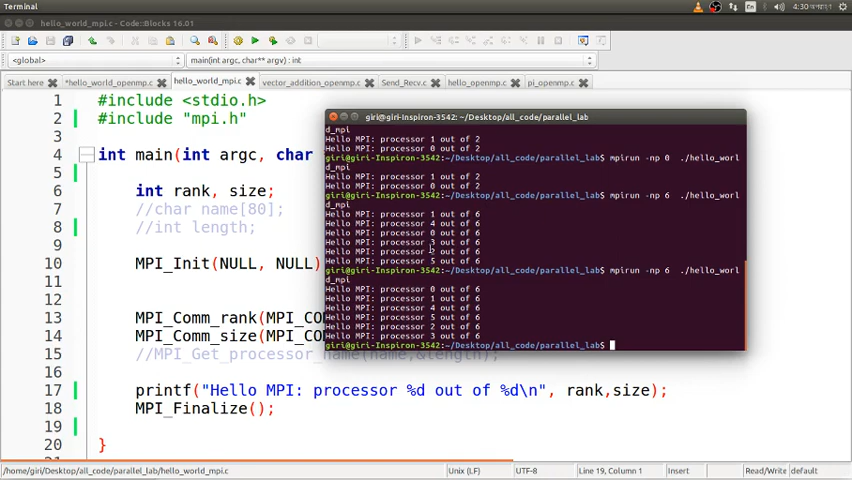 Terminal
En
4:30
hello_world_mpi.c - Code::Blocks 16.01
<global>
main(int argc, char** argv) : int
Start here
*hello_world_openmp.c
hello_world_mpi.c
vector_addition_openmp.c
Send_Recv.c
hello_openmp.c
pi_openmp.c
1 #include <stdio.h>
2 #include "mpi.h"
3
4 int main(int argc, char
5
6 int rank, size;
7 //char name[80];
8 //int length;
9
10 MPI_Init(NULL, NULL)
13 MPI_Comm_rank(MPI_CO
14 MPI_Comm_size(MPI_CO
15 //MPI_Get_processor_name(name,&length);
17 printf("Hello MPI: processor %d out of %d\n", rank,size);
18 MPI_Finalize();
19
20 }
giri@giri-Inspiron-3542: ~/Desktop/all_code/parallel_lab
d_mpi
Hello MPI: processor 1 out of 2
Hello MPI: processor 0 out of 2
giri@giri-Inspiron-3542:~/Desktop/all_code/parallel_lab$ mpirun -np 0 ./hello_worl
d_mpi
Hello MPI: processor 1 out of 2
Hello MPI: processor 0 out of 2
giri@giri-Inspiron-3542:~/Desktop/all_code/parallel_lab$ mpirun -np 6 ./hello_worl
d_mpi
Hello MPI: processor 1 out of 6
Hello MPI: processor 4 out of 6
Hello MPI: processor 0 out of 6
Hello MPI: processor 3 out of 6
Hello MPI: processor 2 out of 6
Hello MPI: processor 5 out of 6
giri@giri-Inspiron-3542:~/Desktop/all_code/parallel_lab$ mpirun -np 6 ./hello_worl
d_mpi
Hello MPI: processor 0 out of 6
Hello MPI: processor 1 out of 6
Hello MPI: processor 4 out of 6
Hello MPI: processor 5 out of 6
Hello MPI: processor 2 out of 6
Hello MPI: processor 3 out of 6
giri@giri-Inspiron-3542:~/Desktop/all_code/parallel_lab$
/home/giri/Desktop/all_code/parallel_lab/hello_world_mpi.c
Unix (LF)
UTF-8
Line 19, Column 1
Insert
Read/Write
default